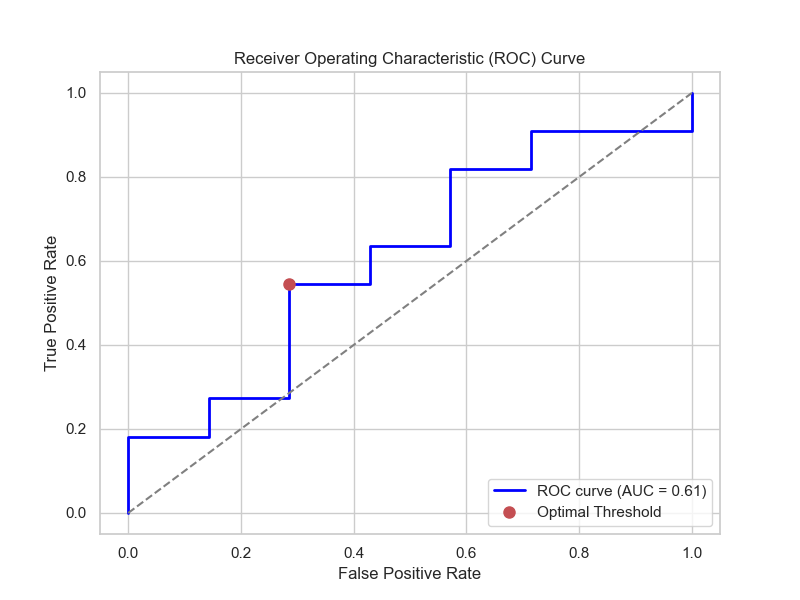 Receiver Operating Characteristic (ROC) Curve
1.0
0.8
0.6
0.4
0.2
0.0
True Positive Rate
0.0 0.2 0.4 0.6 0.8 1.0
False Positive Rate
ROC curve (AUC = 0.61)
Optimal Threshold